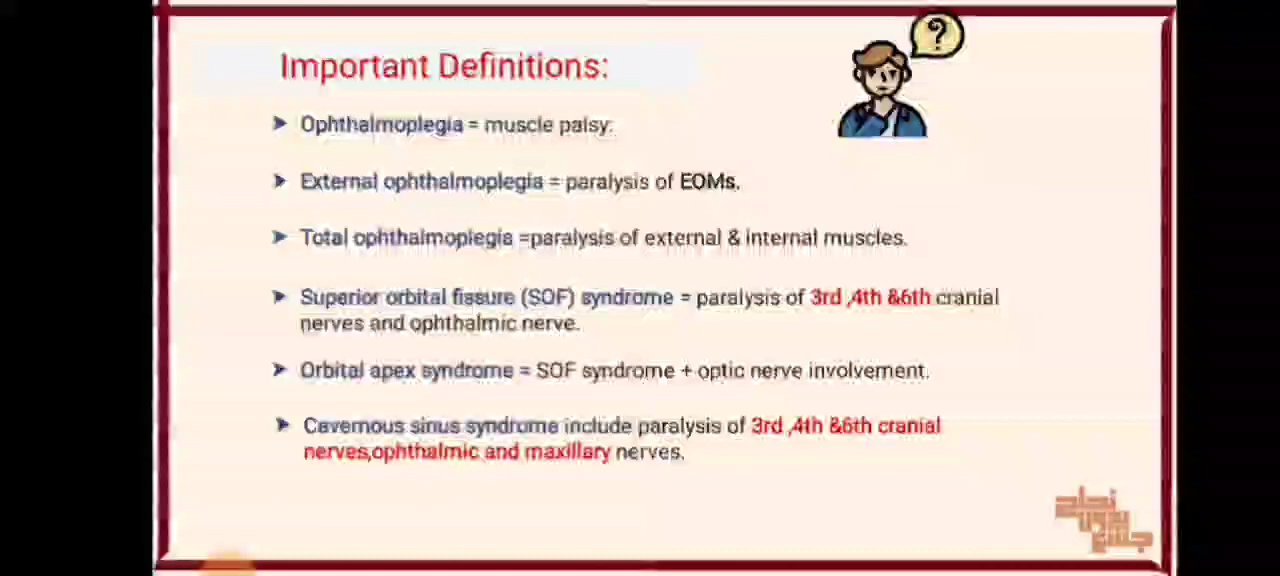 ?
Important Definitions:
➤ Ophthalmoplegia = muscle palsy.
➤ External ophthalmoplegia = paralysis of EOMs.
➤ Total ophthalmoplegia =paralysis of external & internal muscles.
➤ Superior orbital fissure (SOF) syndrome = paralysis of 3rd ,4th &6th cranial
nerves and ophthalmic nerve.
➤ Orbital apex syndrome = SOF syndrome + optic nerve involvement.
➤ Cavernous sinus syndrome include paralysis of 3rd ,4th &6th cranial
nerves,ophthalmic and maxillary nerves.